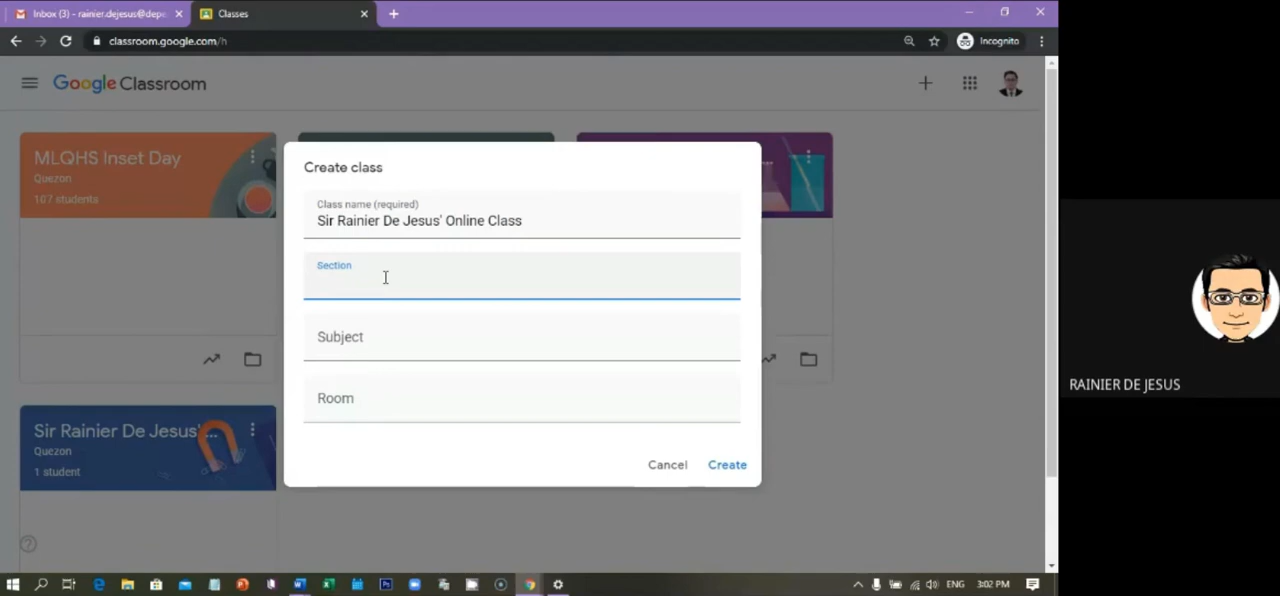 Inbox (3) - rainier.dejesus@depe
Classes
classroom.google.com/h
Incognito
Google Classroom
MLQHS Inset Day
Quezon
107 students
Create class
Class name (required)
Sir Rainier De Jesus' Online Class
Section
Subject
Room
Cancel
Create
Sir Rainier De Jesus'...
Quezon
1 student
RAINIER DE JESUS
ENG
3:02 PM